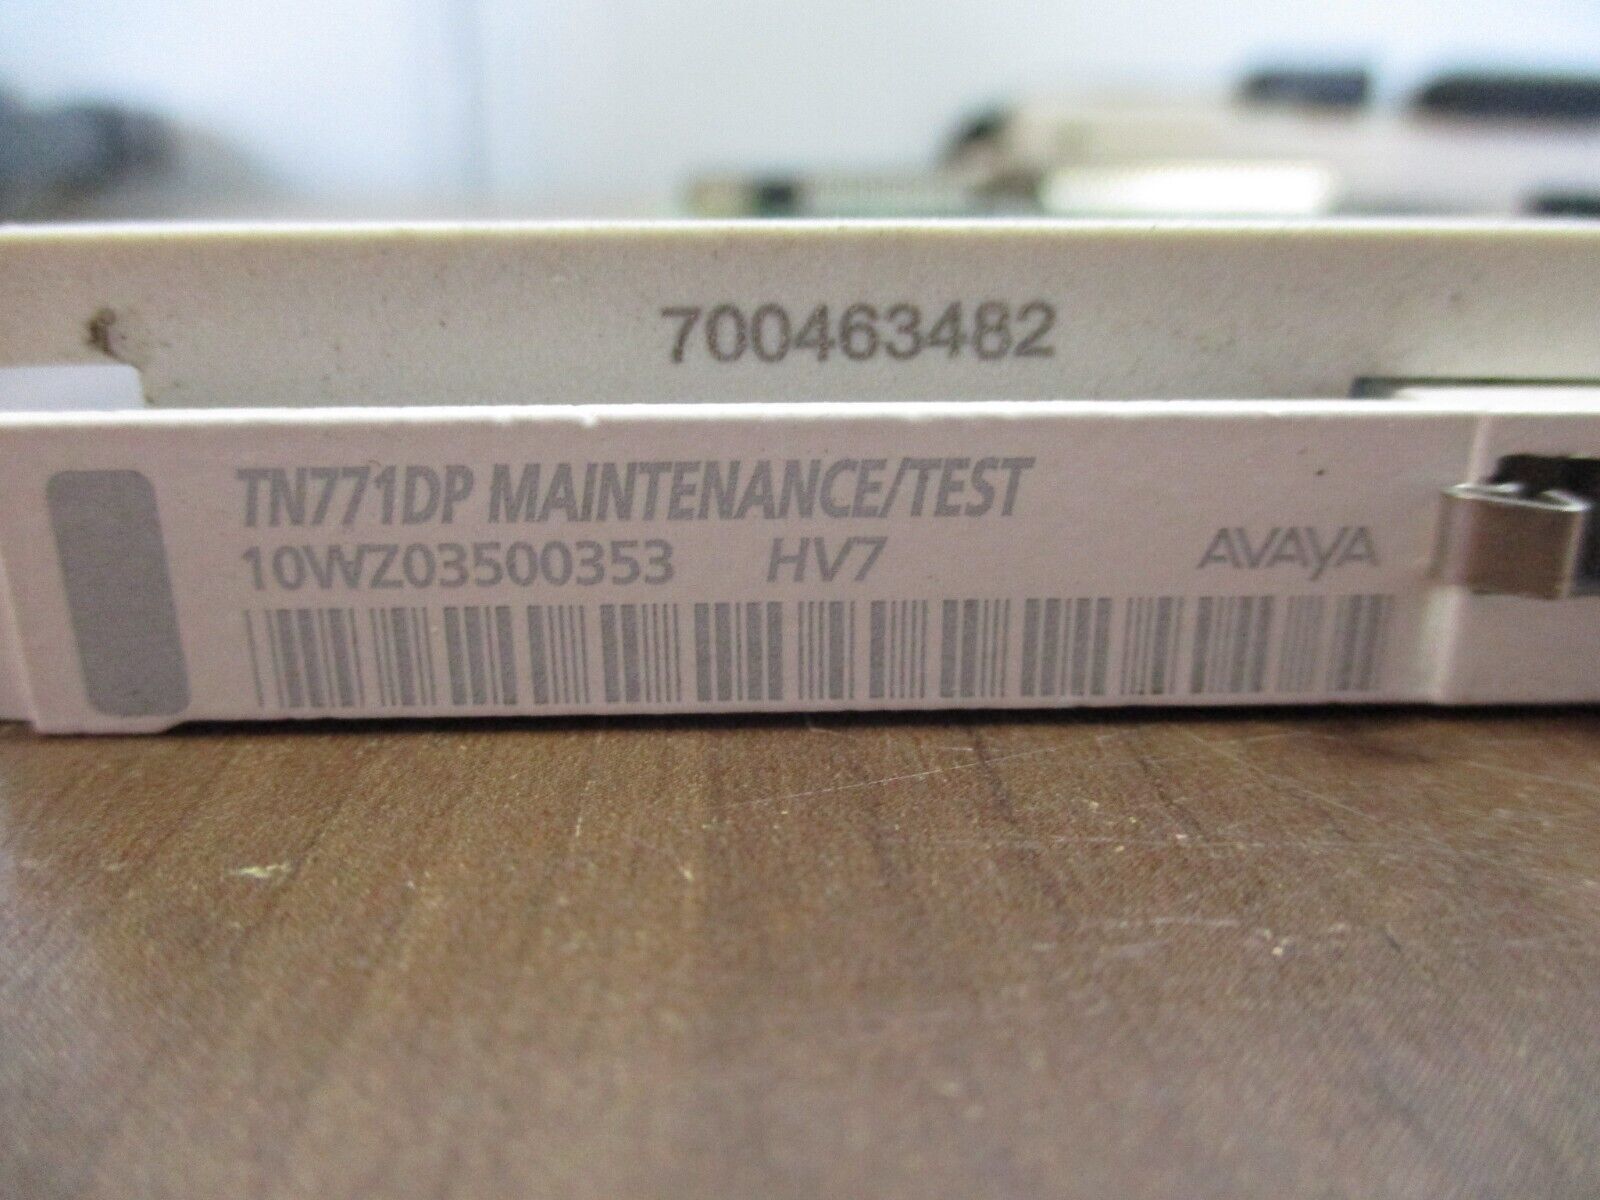 700463482
TN771DP MAINTENANCE/TEST
10WZ03500353 HV7 AVAYA